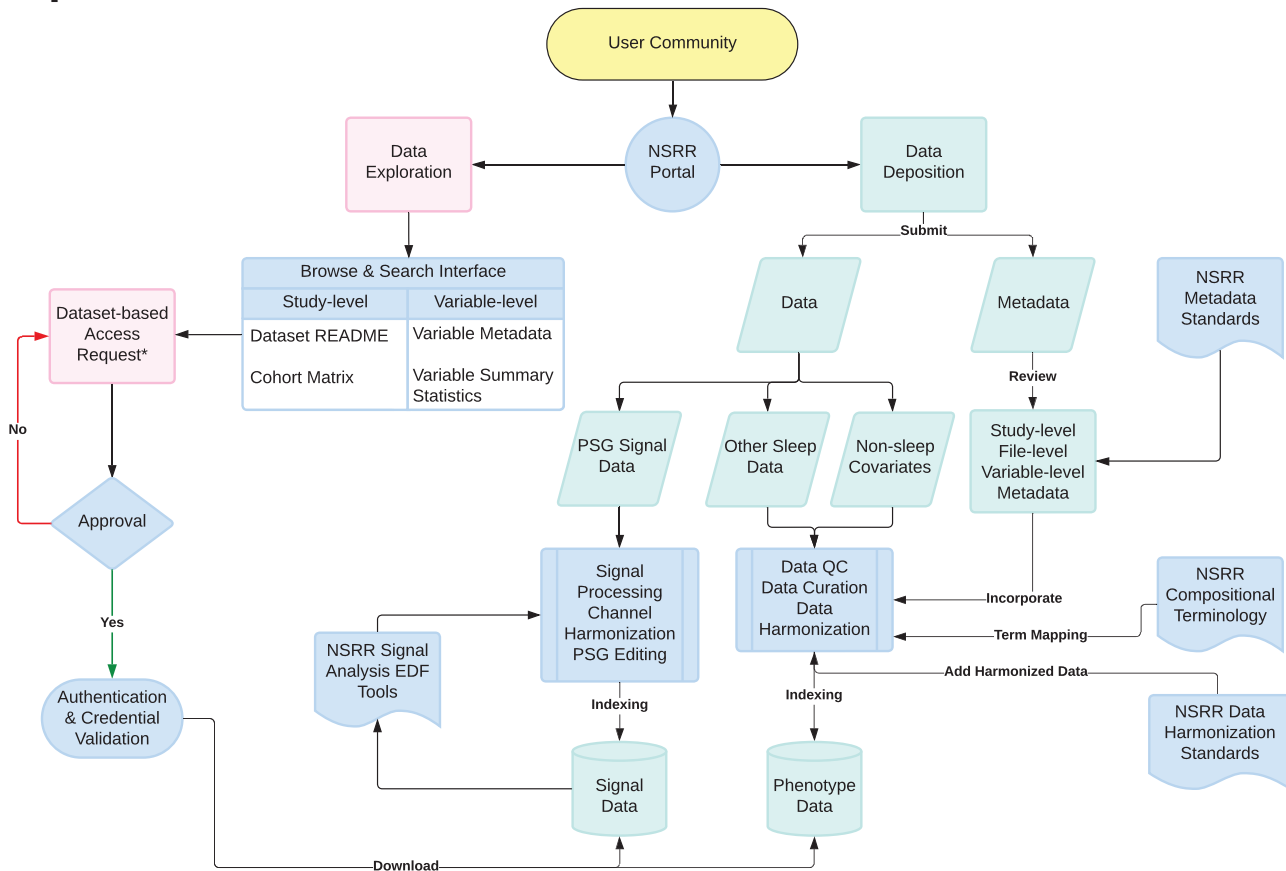 User Community
NSRR
Portal
Data
Exploration
Data
Deposition
Submit
Browse & Search Interface
Study-level
Variable-level
Dataset README
Variable Metadata
Cohort Matrix
Variable Summary
Statistics
Dataset-based
Access
Request*
No
Approval
Yes
Authentication
& Credential
Validation
Data
Metadata
NSRR
Metadata
Standards
Review
PSG Signal
Data
Other Sleep
Data
Non-sleep
Covariates
Study-level
File-level
Variable-level
Metadata
Signal
Processing
Channel
Harmonization
PSG Editing
Data QC
Data Curation
Data
Harmonization
Incorporate
NSRR
Compositional
Terminology
Term Mapping
NSRR Signal
Analysis EDF
Tools
Add Harmonized Data
Indexing
Indexing
NSRR Data
Harmonization
Standards
Signal
Data
Phenotype
Data
Download